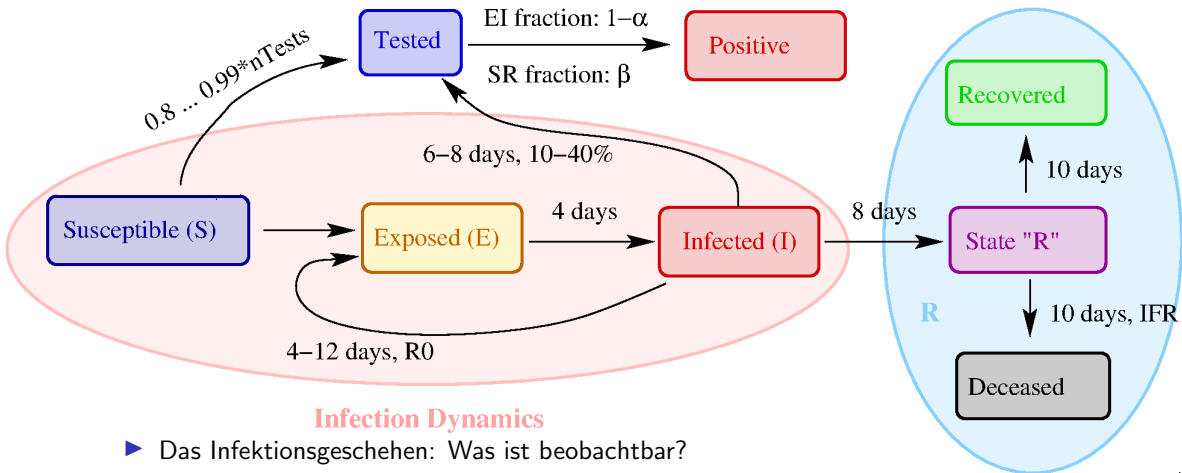 EI fraction: 1–α
Tested
Positive
SR fraction: β
0.8 ... 0.99*nTests
Recovered
6–8 days, 10–40%
10 days
Susceptible (S)
Exposed (E)
4 days
Infected (I)
8 days
State "R"
R
10 days, IFR
4–12 days, R0
Deceased
Infection Dynamics
Das Infektionsgeschehen: Was ist beobachtbar?